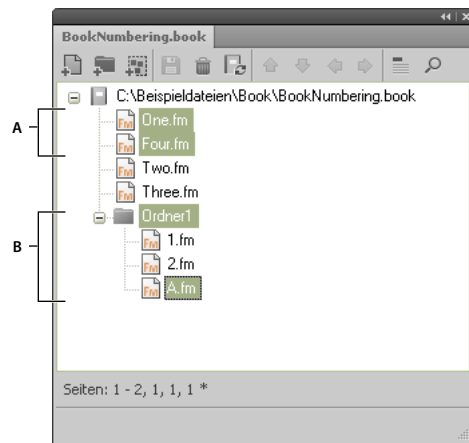 BookNumbering.book
C:\Beispieldateien\Book\BookNumbering.book
A
One.fm
Four.fm
Two.fm
Three.fm
B
Ordner1
1.fm
2.fm
A.fm
Seiten: 1 - 2, 1, 1, 1 *